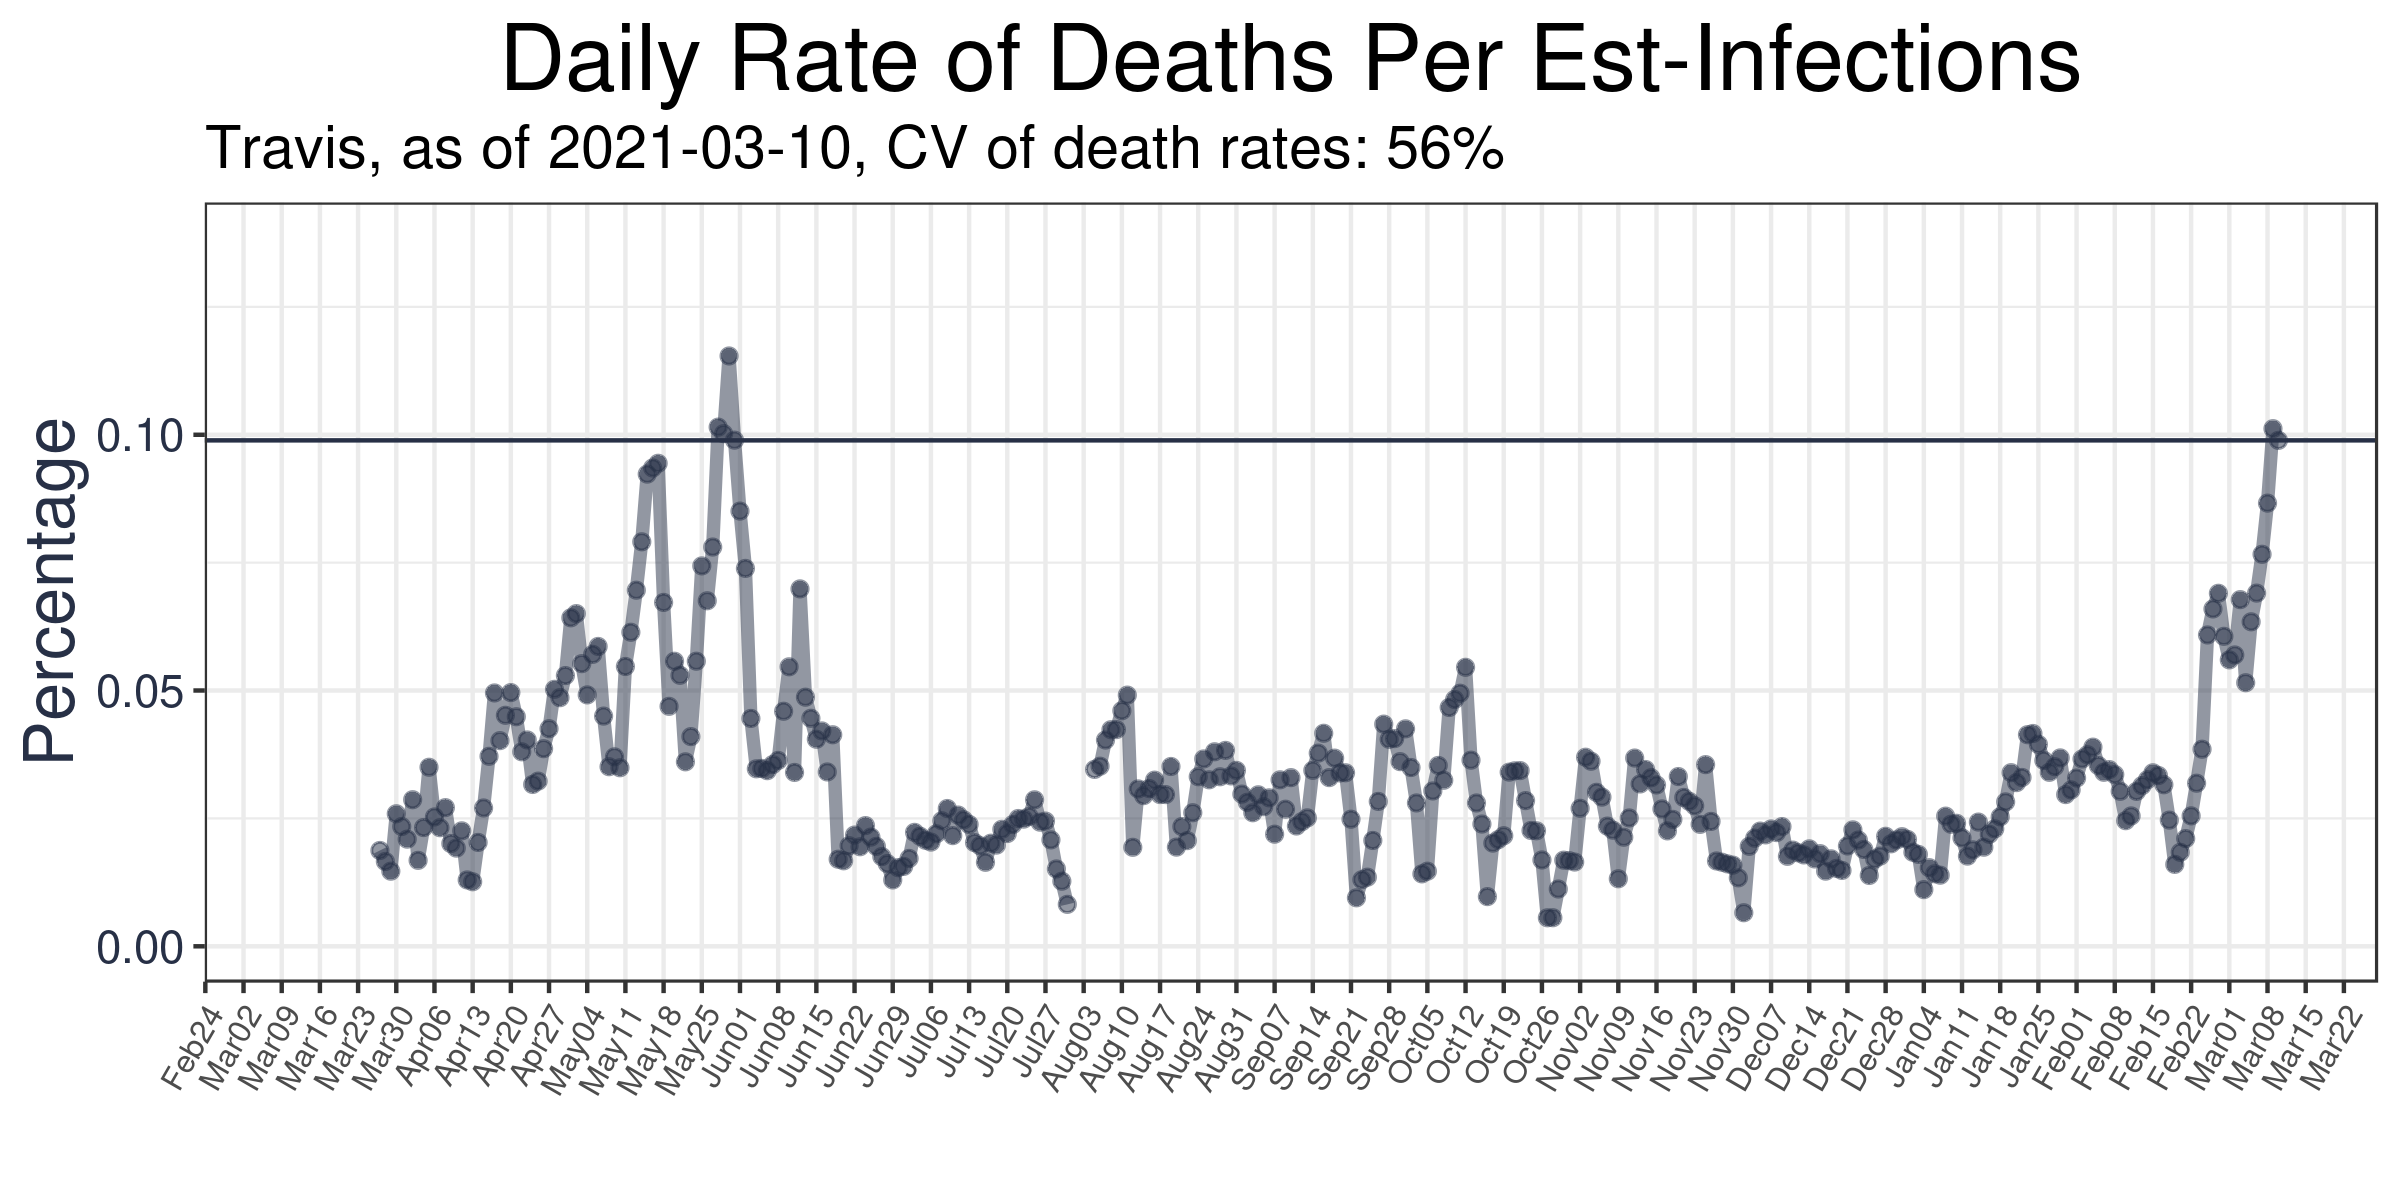 Daily Rate of Deaths Per Est-Infections
Travis, as of 2021-03-10, CV of death rates: 56%
Percentage
0.10
0.05
0.00
Feb24
Mar02
Mar09
Mar16
Mar23
Mar30
Apr06
Apr13
Apr20
Apr27
May04
May11
May18
May25
Jun01
Jun08
Jun15
Jun22
Jun29
Jul06
Jul13
Jul20
Jul27
Aug03
Aug10
Aug17
Aug24
Aug31
Sep07
Sep14
Sep21
Sep28
Oct05
Oct12
Oct19
Oct26
Nov02
Nov09
Nov16
Nov23
Nov30
Dec07
Dec14
Dec21
Dec28
Jan04
Jan11
Jan18
Jan25
Feb01
Feb08
Feb15
Feb22
Mar01
Mar08
Mar15
Mar22